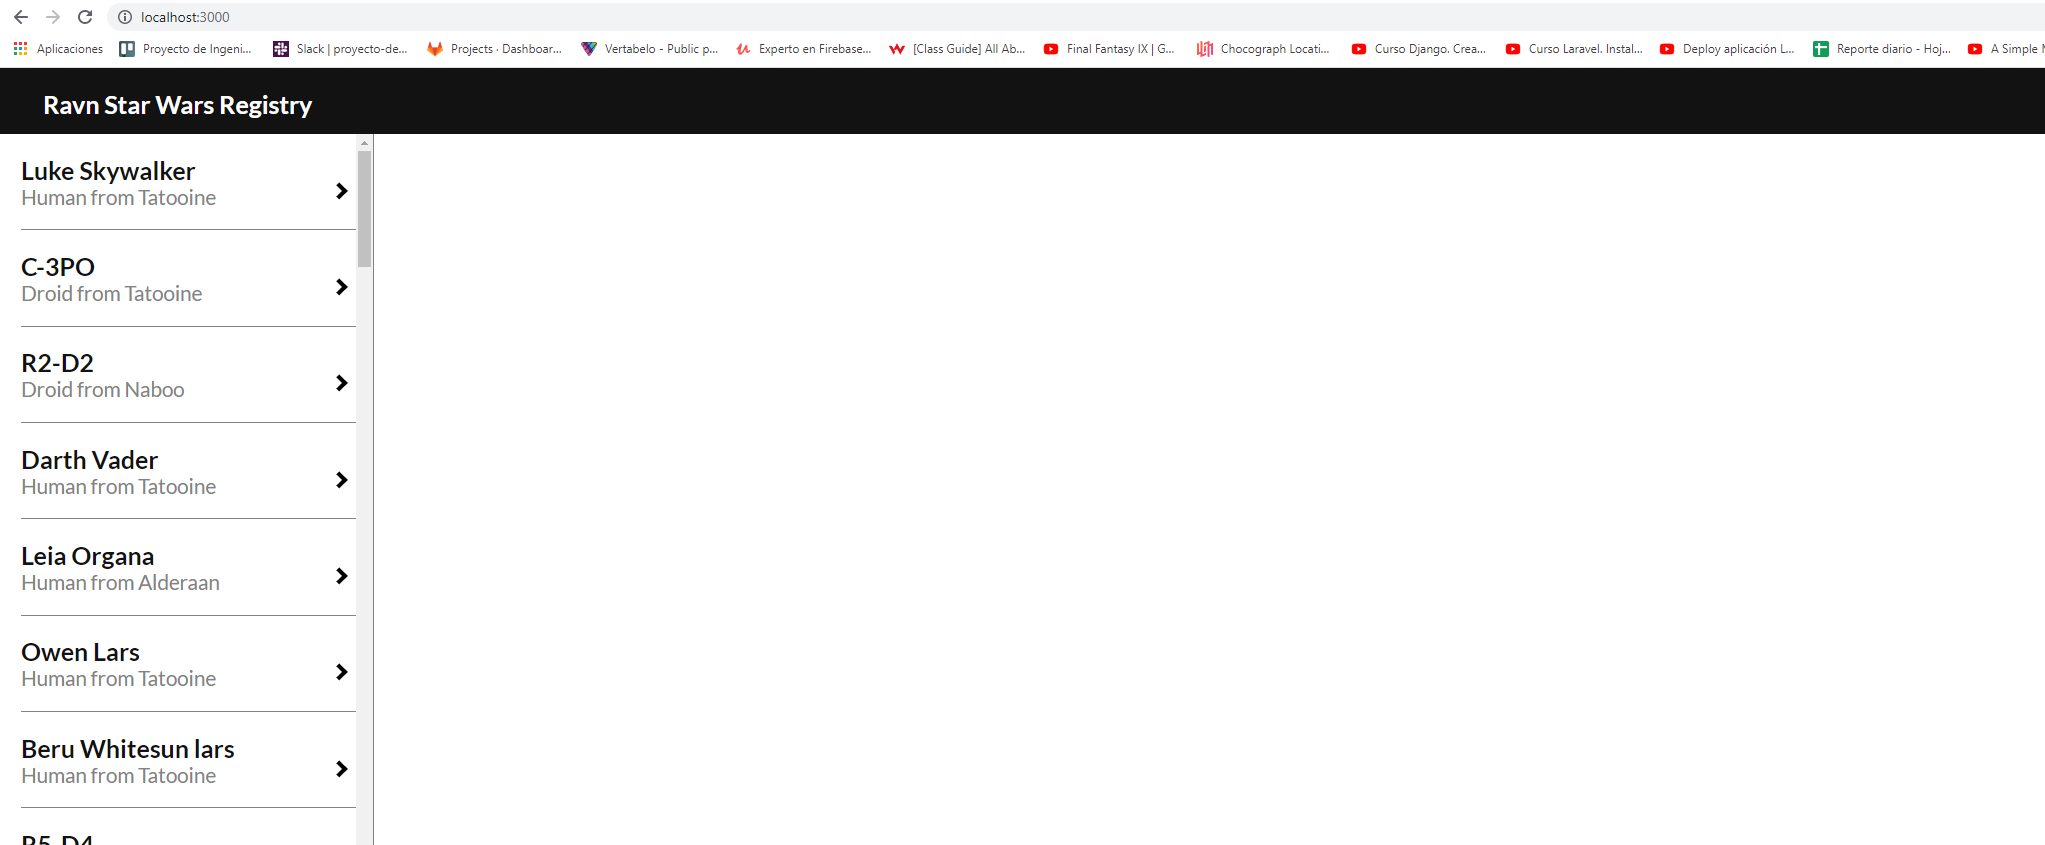 localhost:3000
Aplicaciones Proyecto de Ingeni... Slack | proyecto-de... Projects · Dashboar... Vertabelo - Public p... Experto en Firebase... [Class Guide] All Ab... Final Fantasy IX | G... Chocograph Locati... Curso Django. Crea... Curso Laravel. Instal... Deploy aplicación L... Reporte diario - Hoj... A Simple
Ravn Star Wars Registry
Luke Skywalker
Human from Tatooine
C-3PO
Droid from Tatooine
R2-D2
Droid from Naboo
Darth Vader
Human from Tatooine
Leia Organa
Human from Alderaan
Owen Lars
Human from Tatooine
Beru Whitesun lars
Human from Tatooine
R5-D4